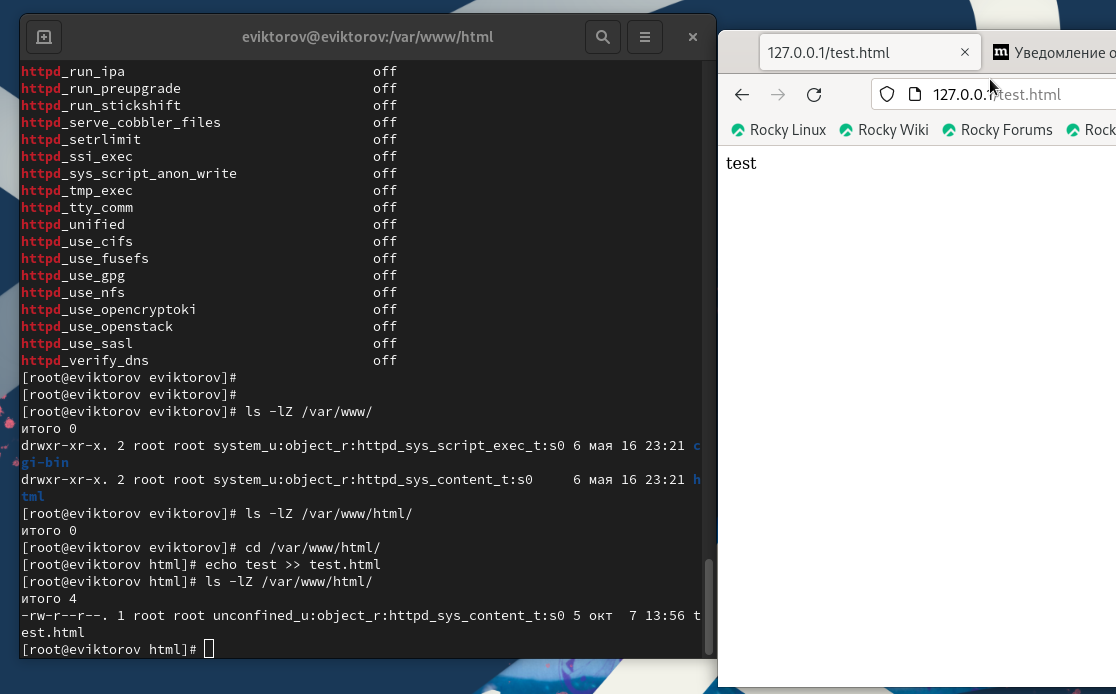 eviktorov@eviktorov:/var/www/html
httpd_run_ipa off
httpd_run_preupgrade off
httpd_run_stickshift off
httpd_serve_cobbler_files off
httpd_setrlimit off
httpd_ssi_exec off
httpd_sys_script_anon_write off
httpd_tmp_exec off
httpd_tty_comm off
httpd_unified off
httpd_use_cifs off
httpd_use_fusefs off
httpd_use_gpg off
httpd_use_nfs off
httpd_use_opencryptoki off
httpd_use_openstack off
httpd_use_sasl off
httpd_verify_dns off
[root@eviktorov eviktorov]#
[root@eviktorov eviktorov]#
[root@eviktorov eviktorov]# ls -lZ /var/www/
итого 0
drwxr-xr-x. 2 root root system_u:object_r:httpd_sys_script_exec_t:s0 6 мая 16 23:21 c
gi-bin
drwxr-xr-x. 2 root root system_u:object_r:httpd_sys_content_t:s0 6 мая 16 23:21 h
tml
[root@eviktorov eviktorov]# ls -lZ /var/www/html/
итого 0
[root@eviktorov eviktorov]# cd /var/www/html/
[root@eviktorov html]# echo test >> test.html
[root@eviktorov html]# ls -lZ /var/www/html/
итого 4
-rw-r--r--. 1 root root unconfined_u:object_r:httpd_sys_content_t:s0 5 окт 7 13:56 t
est.html
[root@eviktorov html]#
127.0.0.1/test.html
m Уведомление о
127.0.0.1/test.html
Rocky Linux Rocky Wiki Rocky Forums Rock
test